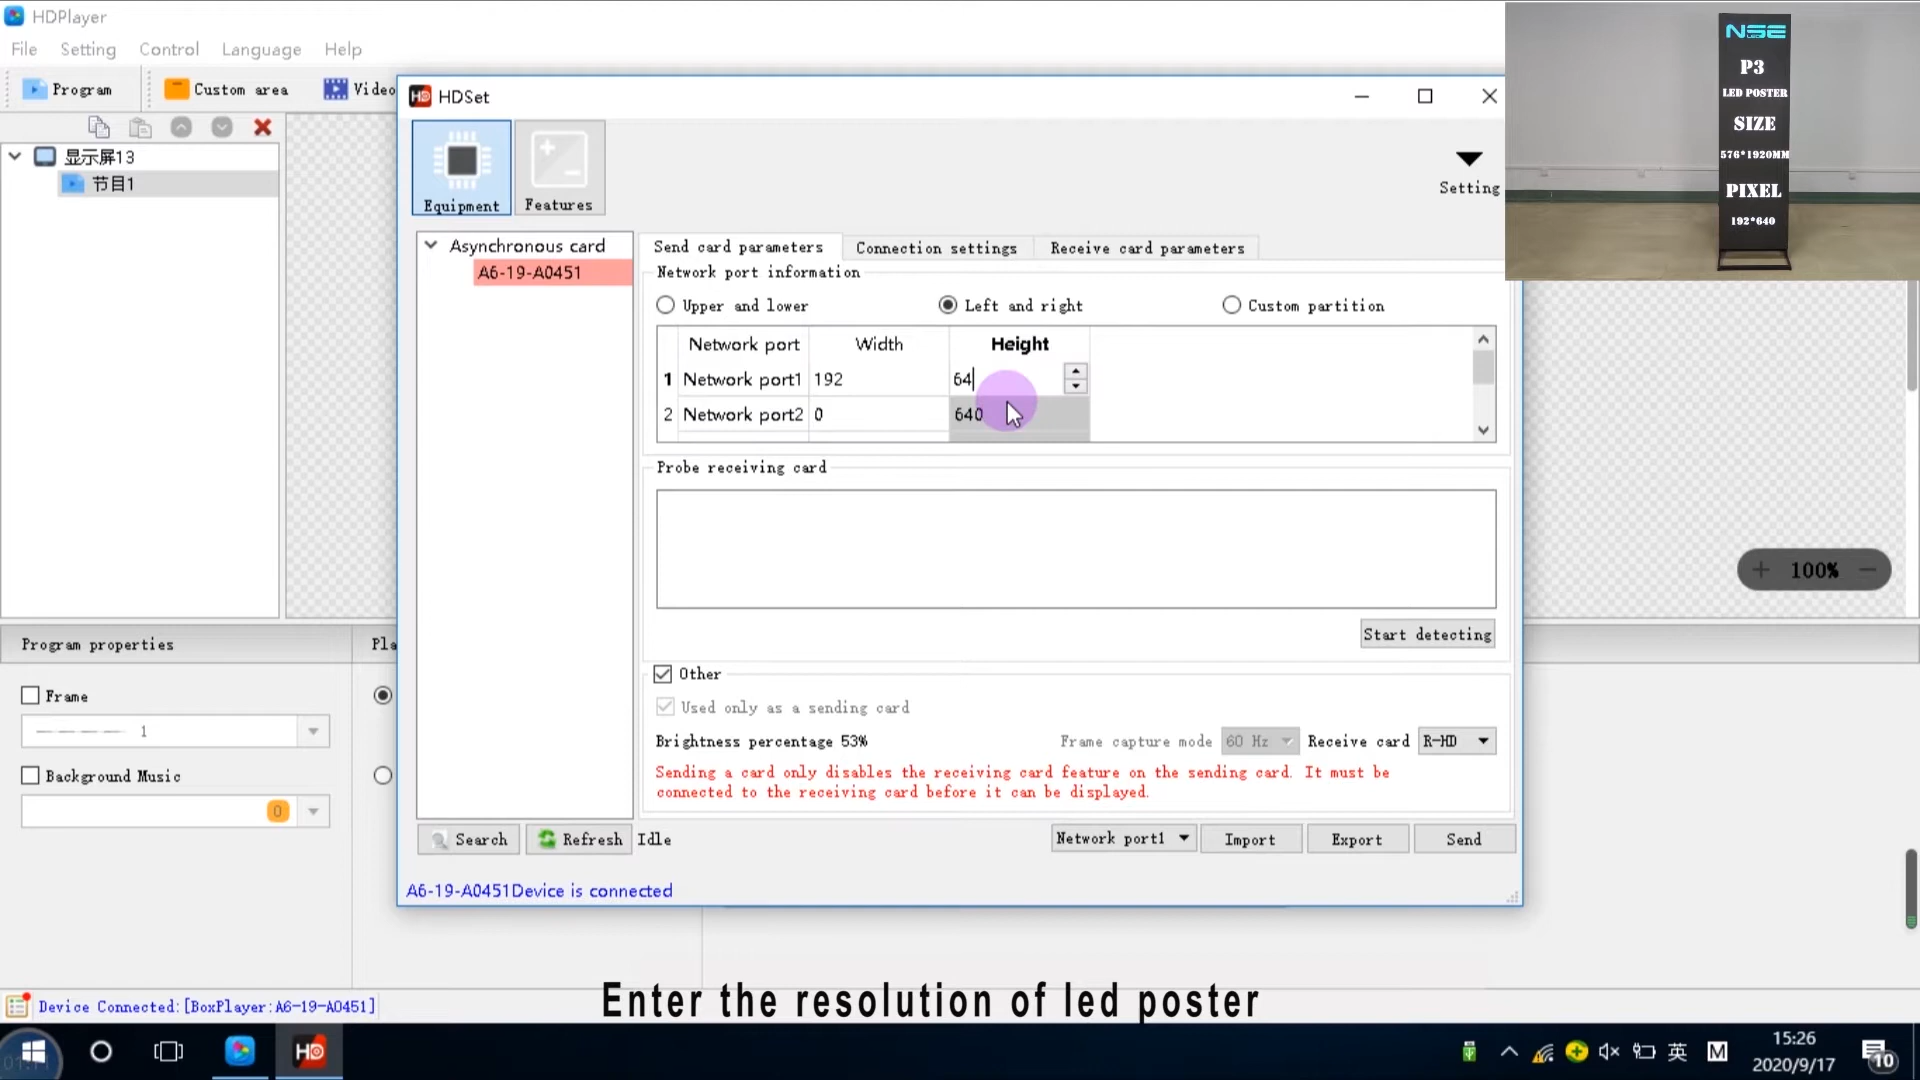 HDPlayer
File Setting Control Language Help
Program Custom area Video
显示屏13
节目1
HD HDSet
Equipment Features
Setting
Asynchronous card
A6-19-A0451
Send card parameters Connection settings Receive card parameters
Network port information
Upper and lower Left and right Custom partition
Network port Width Height
1 Network port1 192 64
2 Network port2 0 640
Probe receiving card
Start detecting
Other
Used only as a sending card
Brightness percentage 53% Frame capture mode 60 Hz Receive card R-HD
Sending a card only disables the receiving card feature on the sending card. It must be
connected to the receiving card before it can be displayed.
Search Refresh Idle Network port1 Import Export Send
A6-19-A0451Device is connected
NSE
LED
P3
LED POSTER
SIZE
576*1920MM
PIXEL
192*640
100%
Program properties
Frame
1
Background Music
0
Device Connected:[BoxPlayer:A6-19-A0451]
Enter the resolution of led poster
HD
英 M
15:26
2020/9/17
10